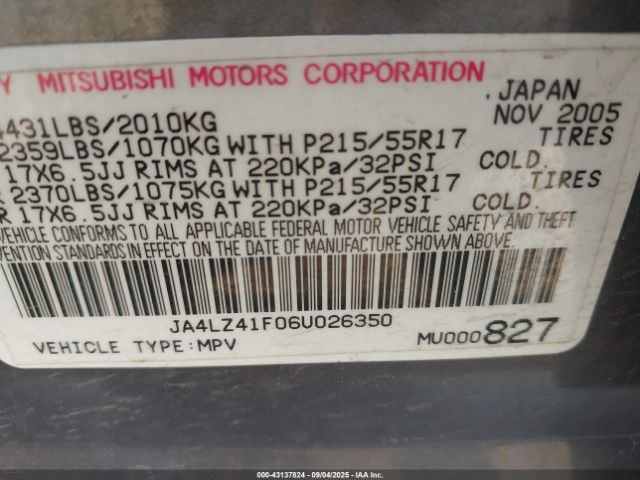 Y MITSUBISHI MOTORS CORPORATION
. JAPAN
4431LBS/2010KG NOV 2005
2359LBS/1070KG WITH P215/55R17 TIRES
17X6.5JJ RIMS AT 220KPa/32PSI COLD.
2370LBS/1075KG WITH P215/55R17 TIRES
R 17X6.5JJ RIMS AT 220KPa/32PSI COLD.
VEHICLE CONFORMS TO ALL APPLICABLE FEDERAL MOTOR VEHICLE SAFETY AND THEFT
VENTION STANDARDS IN EFFECT ON THE DATE OF MANUFACTURE SHOWN ABOVE.
JA4LZ41F06U026350
VEHICLE TYPE:MPV MU000827
000-43137824 - 09/04/2025 - IAA Inc.